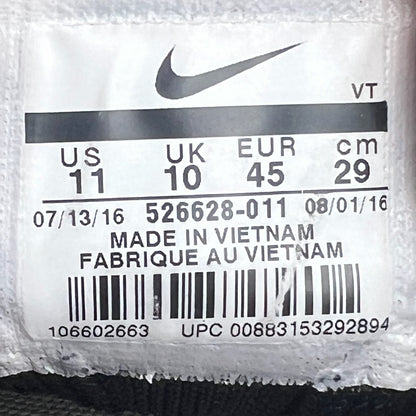 VT
US UK EUR cm
11 10 45 29
07/13/16 526628-011 08/01/16
MADE IN VIETNAM
FABRIQUE AU VIETNAM
106602663 UPC 00883153292894